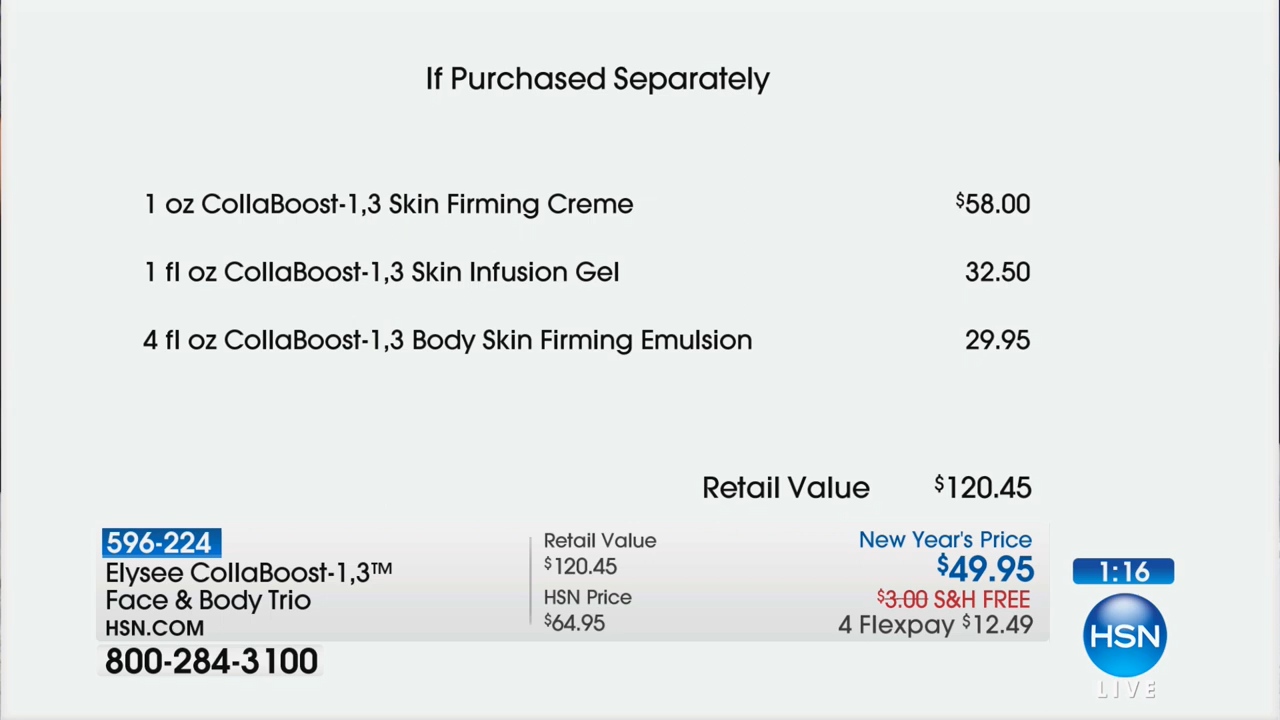 If Purchased Separately
1 oz CollaBoost-1,3 Skin Firming Creme $58.00
1 fl oz CollaBoost-1,3 Skin Infusion Gel 32.50
4 fl oz CollaBoost-1,3 Body Skin Firming Emulsion 29.95
Retail Value $120.45
596-224
Elysee CollaBoost-1,3™
Face & Body Trio
HSN.COM
800-284-3100
Retail Value
$120.45
HSN Price
$64.95
New Year's Price
$49.95
$3.00 S&H FREE
4 Flexpay $12.49
1:16
HSN
LIVE